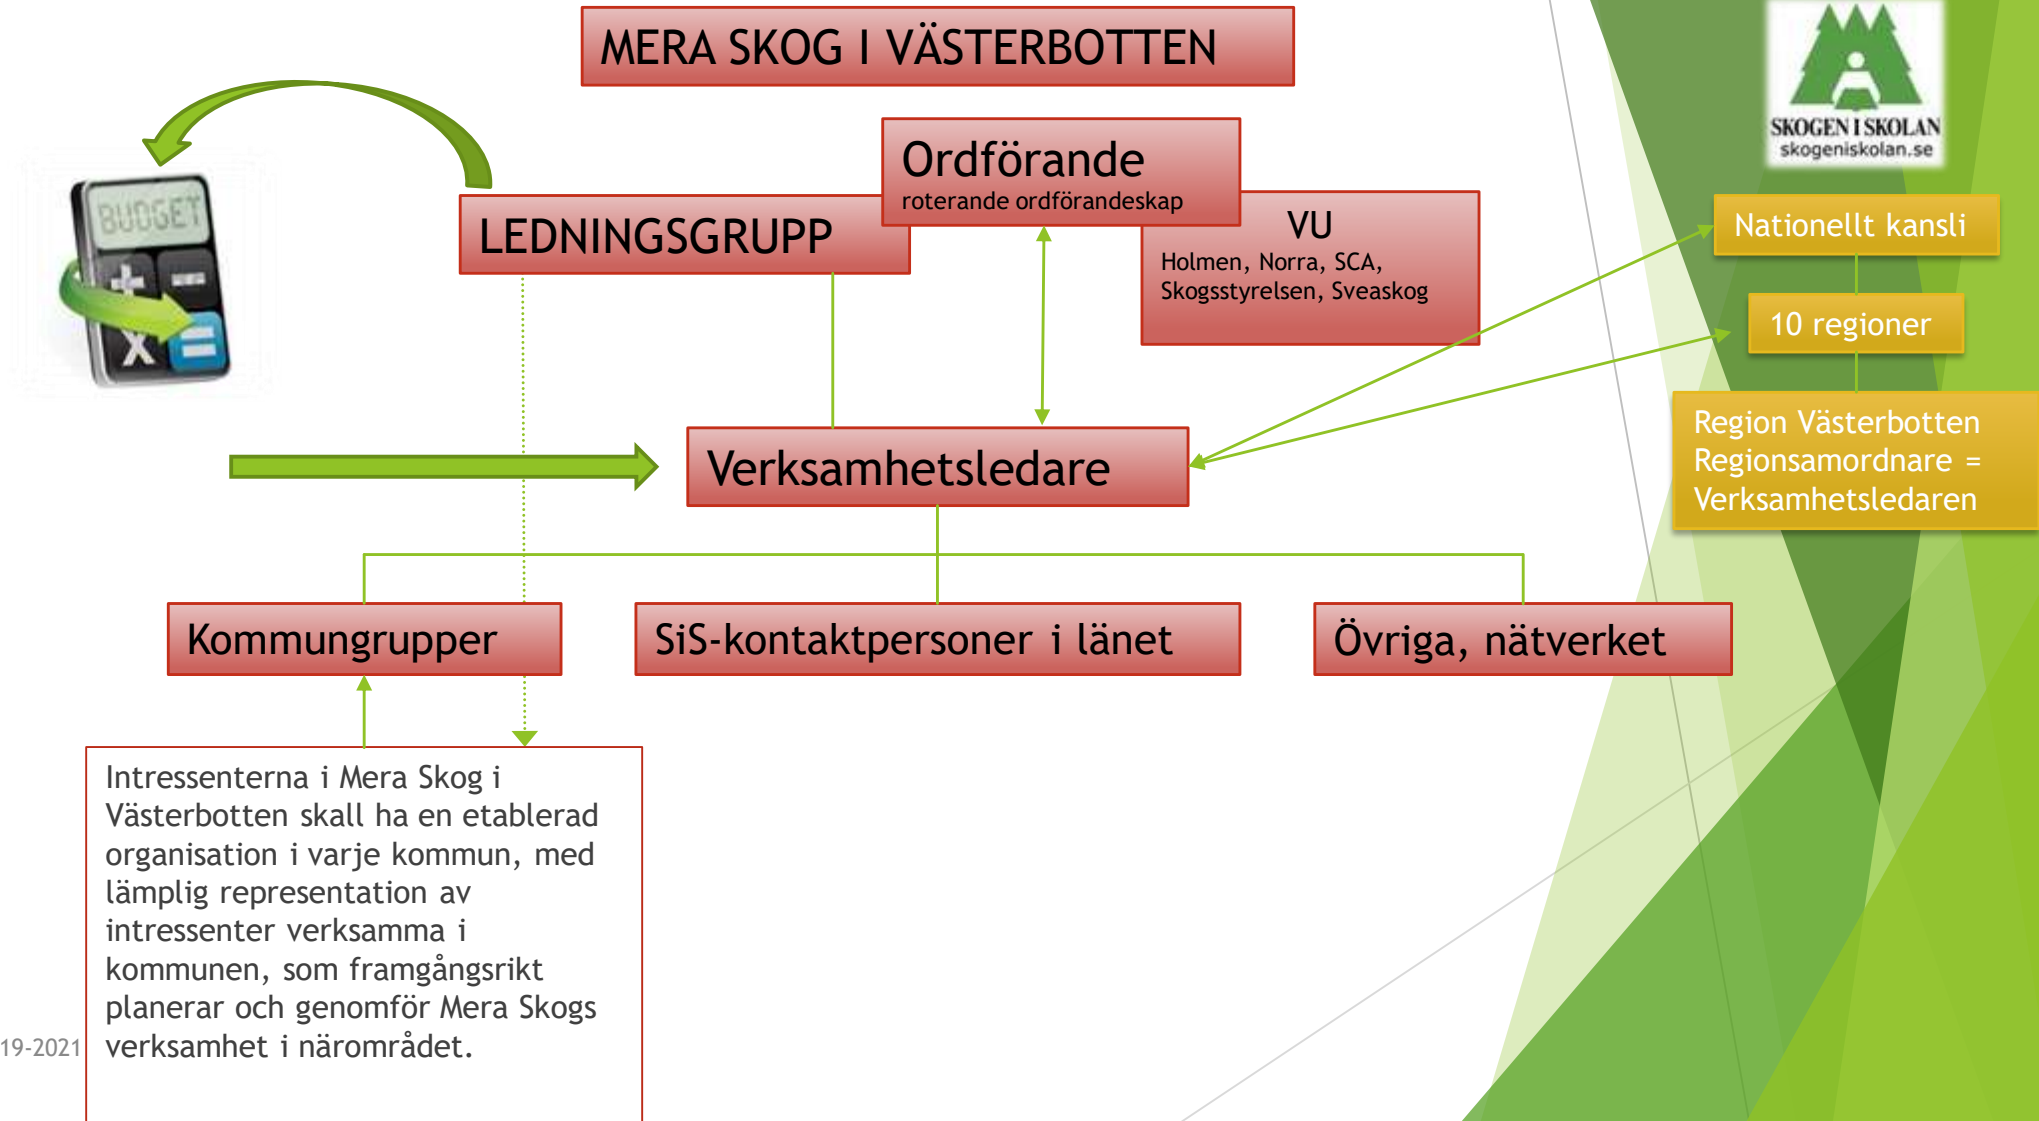 MERA SKOG I VÄSTERBOTTEN
SKOGEN I SKOLAN
skogeniskolan.se
Ordförande
roterande ordförandeskap
BUDGET
+
-
X
=
LEDNINGSGRUPP
VU
Holmen, Norra, SCA,
Skogsstyrelsen, Sveaskog
Nationellt kansli
10 regioner
Region Västerbotten
Regionsamordnare =
Verksamhetsledaren
Verksamhetsledare
Kommungrupper
SiS-kontaktpersoner i länet
Övriga, nätverket
Intressenterna i Mera Skog i
Västerbotten skall ha en etablerad
organisation i varje kommun, med
lämplig representation av
intressenter verksamma i
kommunen, som framgångsrikt
planerar och genomför Mera Skogs
verksamhet i närområdet.
19-2021